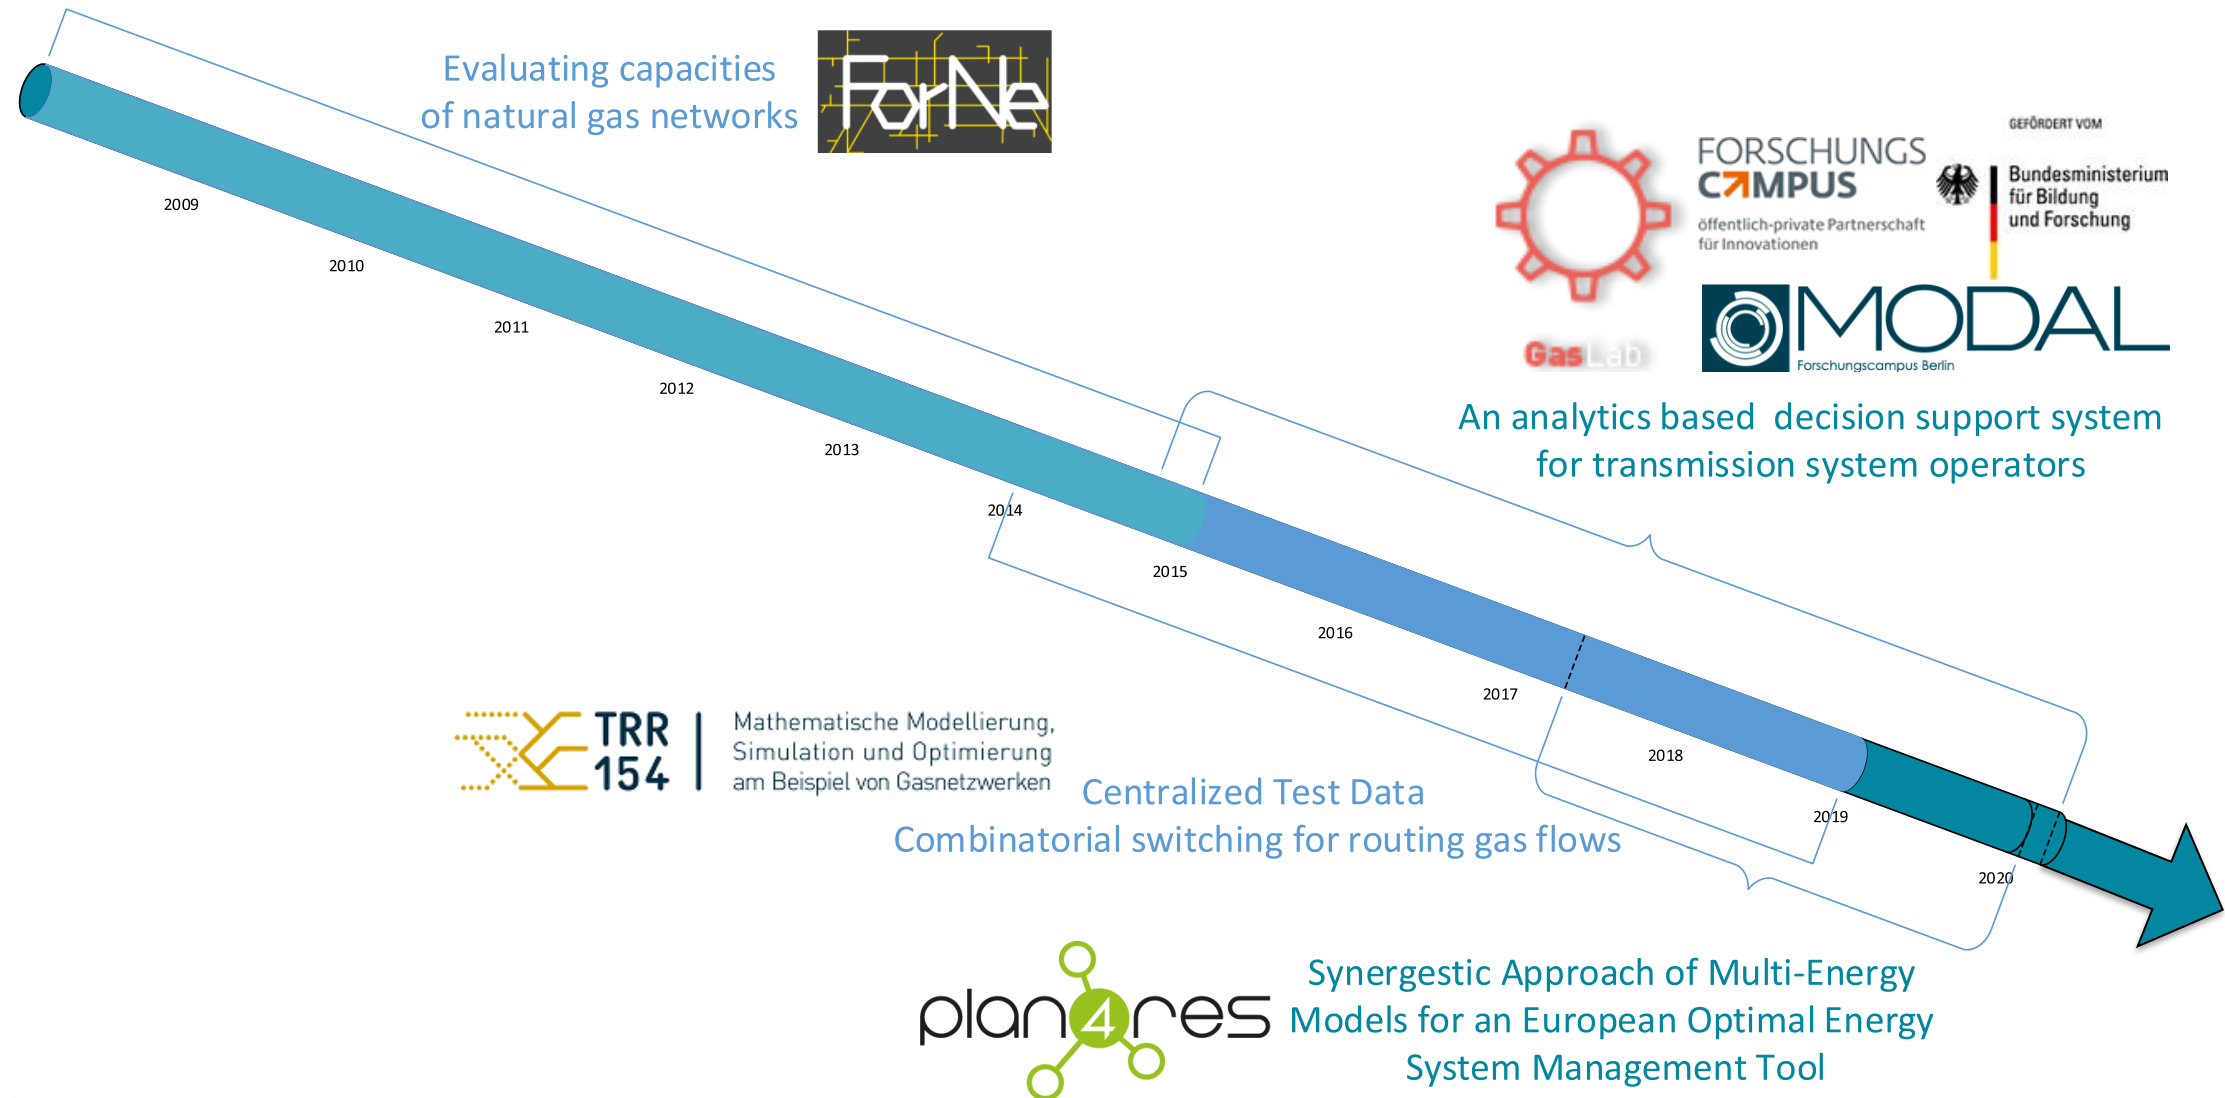 Evaluating capacities
of natural gas networks
ForNe
2009
2010
2011
2012
2013
2014
2015
2016
2017
2018
2019
2020
GasLab
FORSCHUNGS
CAMPUS
öffentlich-private Partnerschaft
für Innovationen
GEFÖRDERT VOM
Bundesministerium
für Bildung
und Forschung
MODAL
Forschungscampus Berlin
An analytics based decision support system
for transmission system operators
TRR
154
Mathematische Modellierung,
Simulation und Optimierung
am Beispiel von Gasnetzwerken
Centralized Test Data
Combinatorial switching for routing gas flows
plan4res
Synergestic Approach of Multi-Energy
Models for an European Optimal Energy
System Management Tool